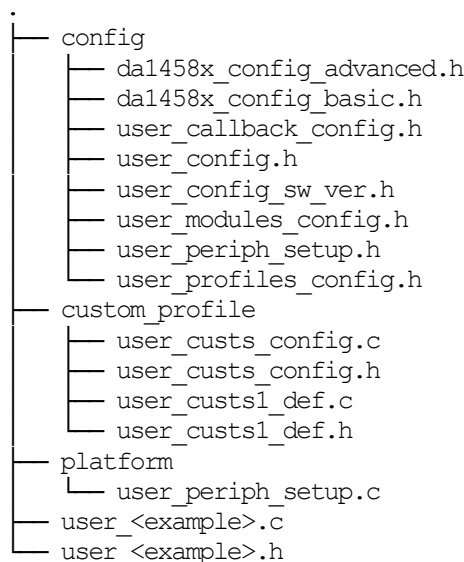 .
├── config
│   ├── da1458x_config_advanced.h
│   ├── da1458x_config_basic.h
│   ├── user_callback_config.h
│   ├── user_config.h
│   ├── user_config_sw_ver.h
│   ├── user_modules_config.h
│   ├── user_periph_setup.h
│   └── user_profiles_config.h
├── custom_profile
│   ├── user_custs_config.c
│   ├── user_custs_config.h
│   ├── user_custs1_def.c
│   └── user_custs1_def.h
├── platform
│   └── user_periph_setup.c
├── user_<example>.c
└── user_<example>.h